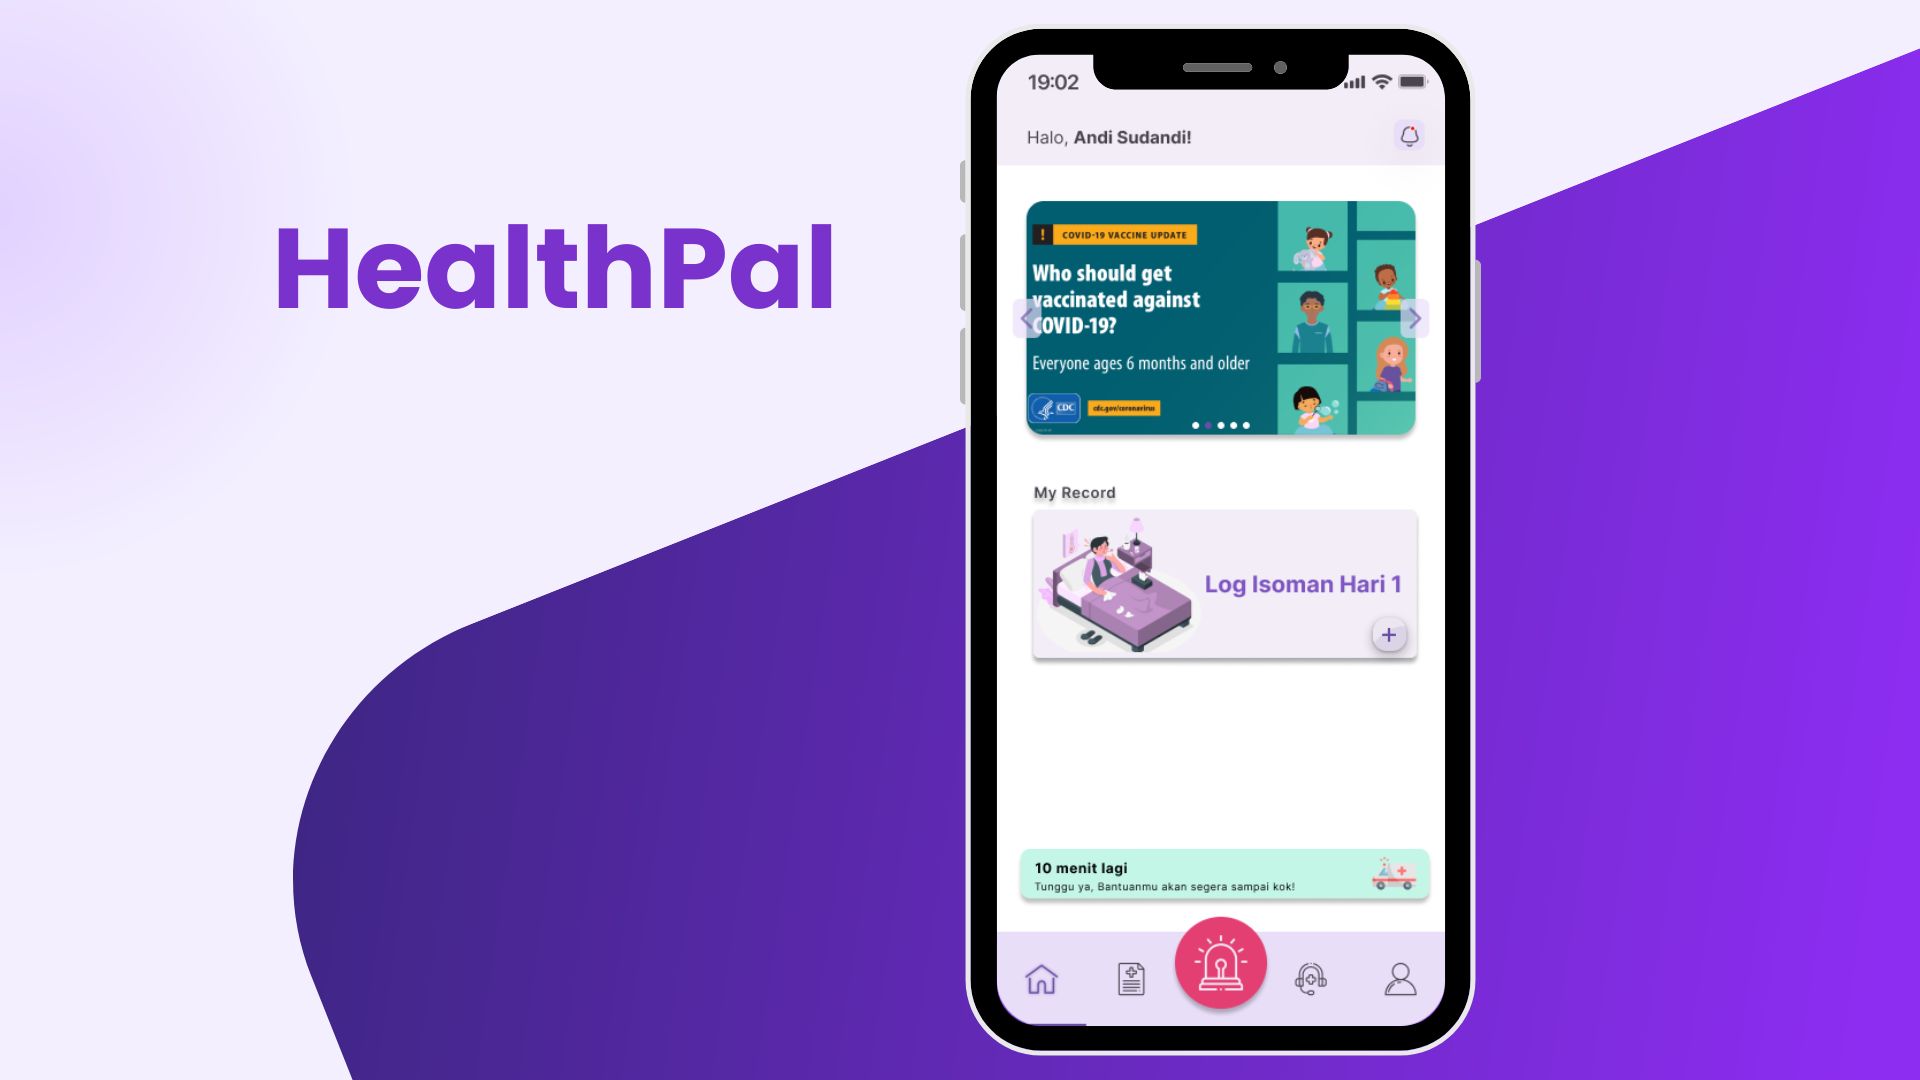 HealthPal
19:02
Halo, Andi Sudandi!
! COVID-19 VACCINE UPDATE
Who should get
vaccinated against
COVID-19?
Everyone ages 6 months and older
CDC cdc.gov/coronavirus
My Record
Log Isoman Hari 1
+
10 menit lagi
Tunggu ya, Bantuanmu akan segera sampai kok!